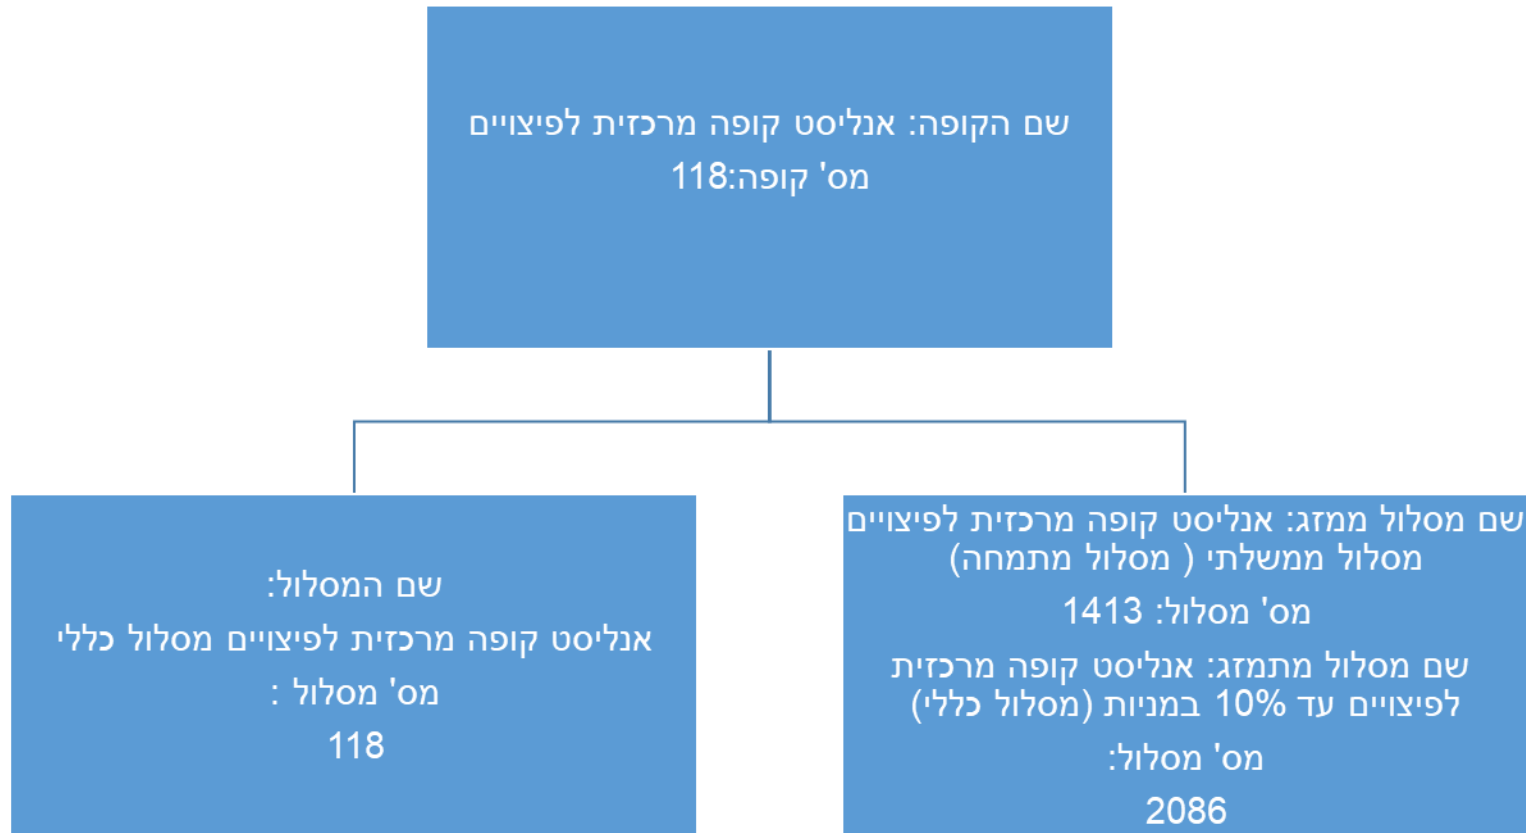 שם הקופה: אנליסט קופה מרכזית לפיצויים
מס' קופה:118
שם מסלול ממזג: אנליסט קופה מרכזית לפיצויים
מסלול ממשלתי ( מסלול מתמחה)
מס' מסלול: 1413
שם מסלול מתמזג: אנליסט קופה מרכזית
לפיצויים עד 10% במניות (מסלול כללי)
מס' מסלול:
2086
שם המסלול:
אנליסט קופה מרכזית לפיצויים מסלול כללי
מס' מסלול :
118